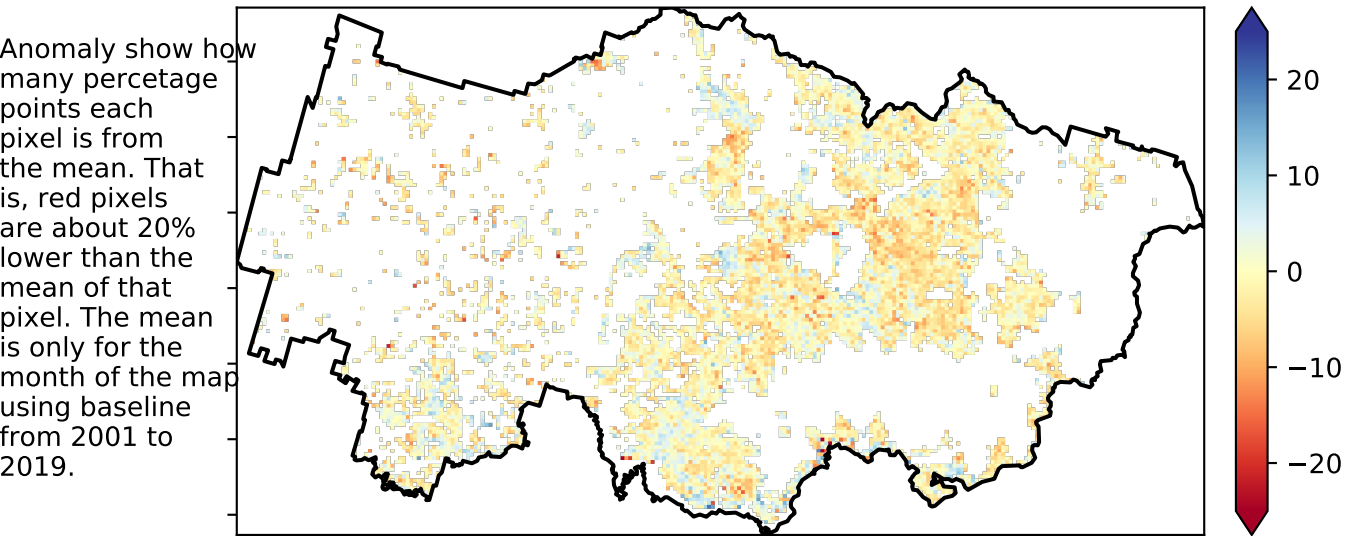 Anomaly show how
many percetage
points each
pixel is from
the mean. That
is, red pixels
are about 20%
lower than the
mean of that
pixel. The mean
is only for the
month of the map
using baseline
from 2001 to
2019.
20
10
0
−10
−20